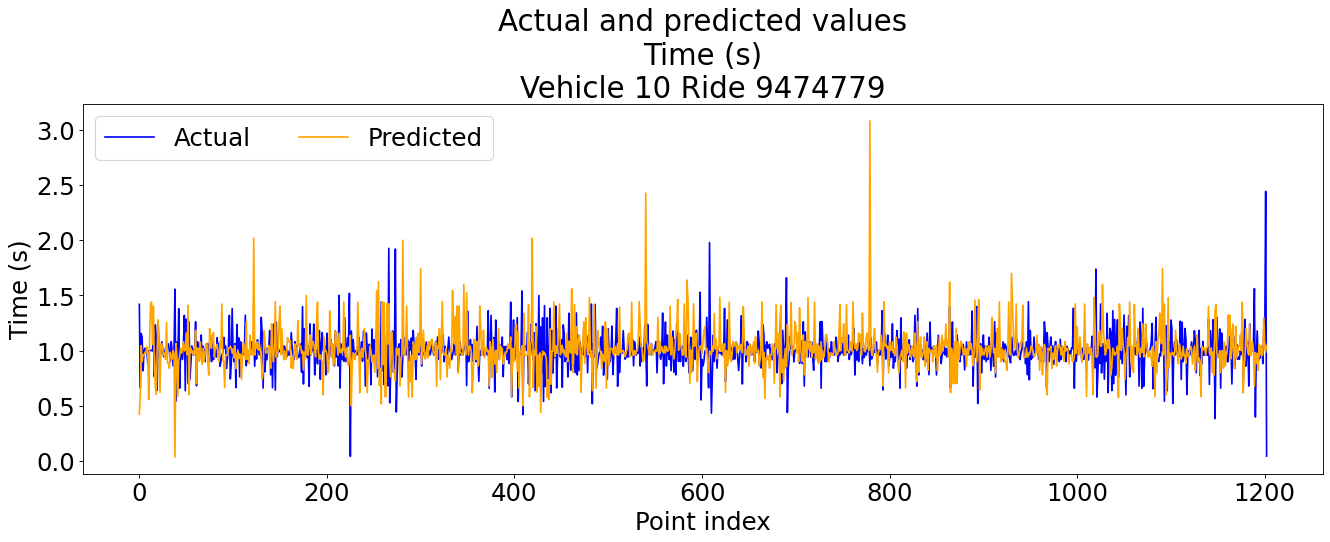 Actual and predicted values
Time (s)
Vehicle 10 Ride 9474779
Actual
Predicted
3.0
2.5
2.0
1.5
1.0
0.5
0.0
Time (s)
0
200
400
600
800
1000
1200
Point index